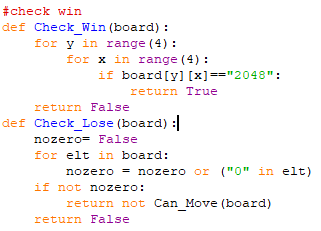 #check win
def Check_Win(board):
    for y in range(4):
        for x in range(4):
            if board[y][x]=="2048":
                return True
    return False
def Check_Lose(board):
    nozero= False
    for elt in board:
        nozero = nozero or ("0" in elt)
    if not nozero:
        return not Can_Move(board)
    return False